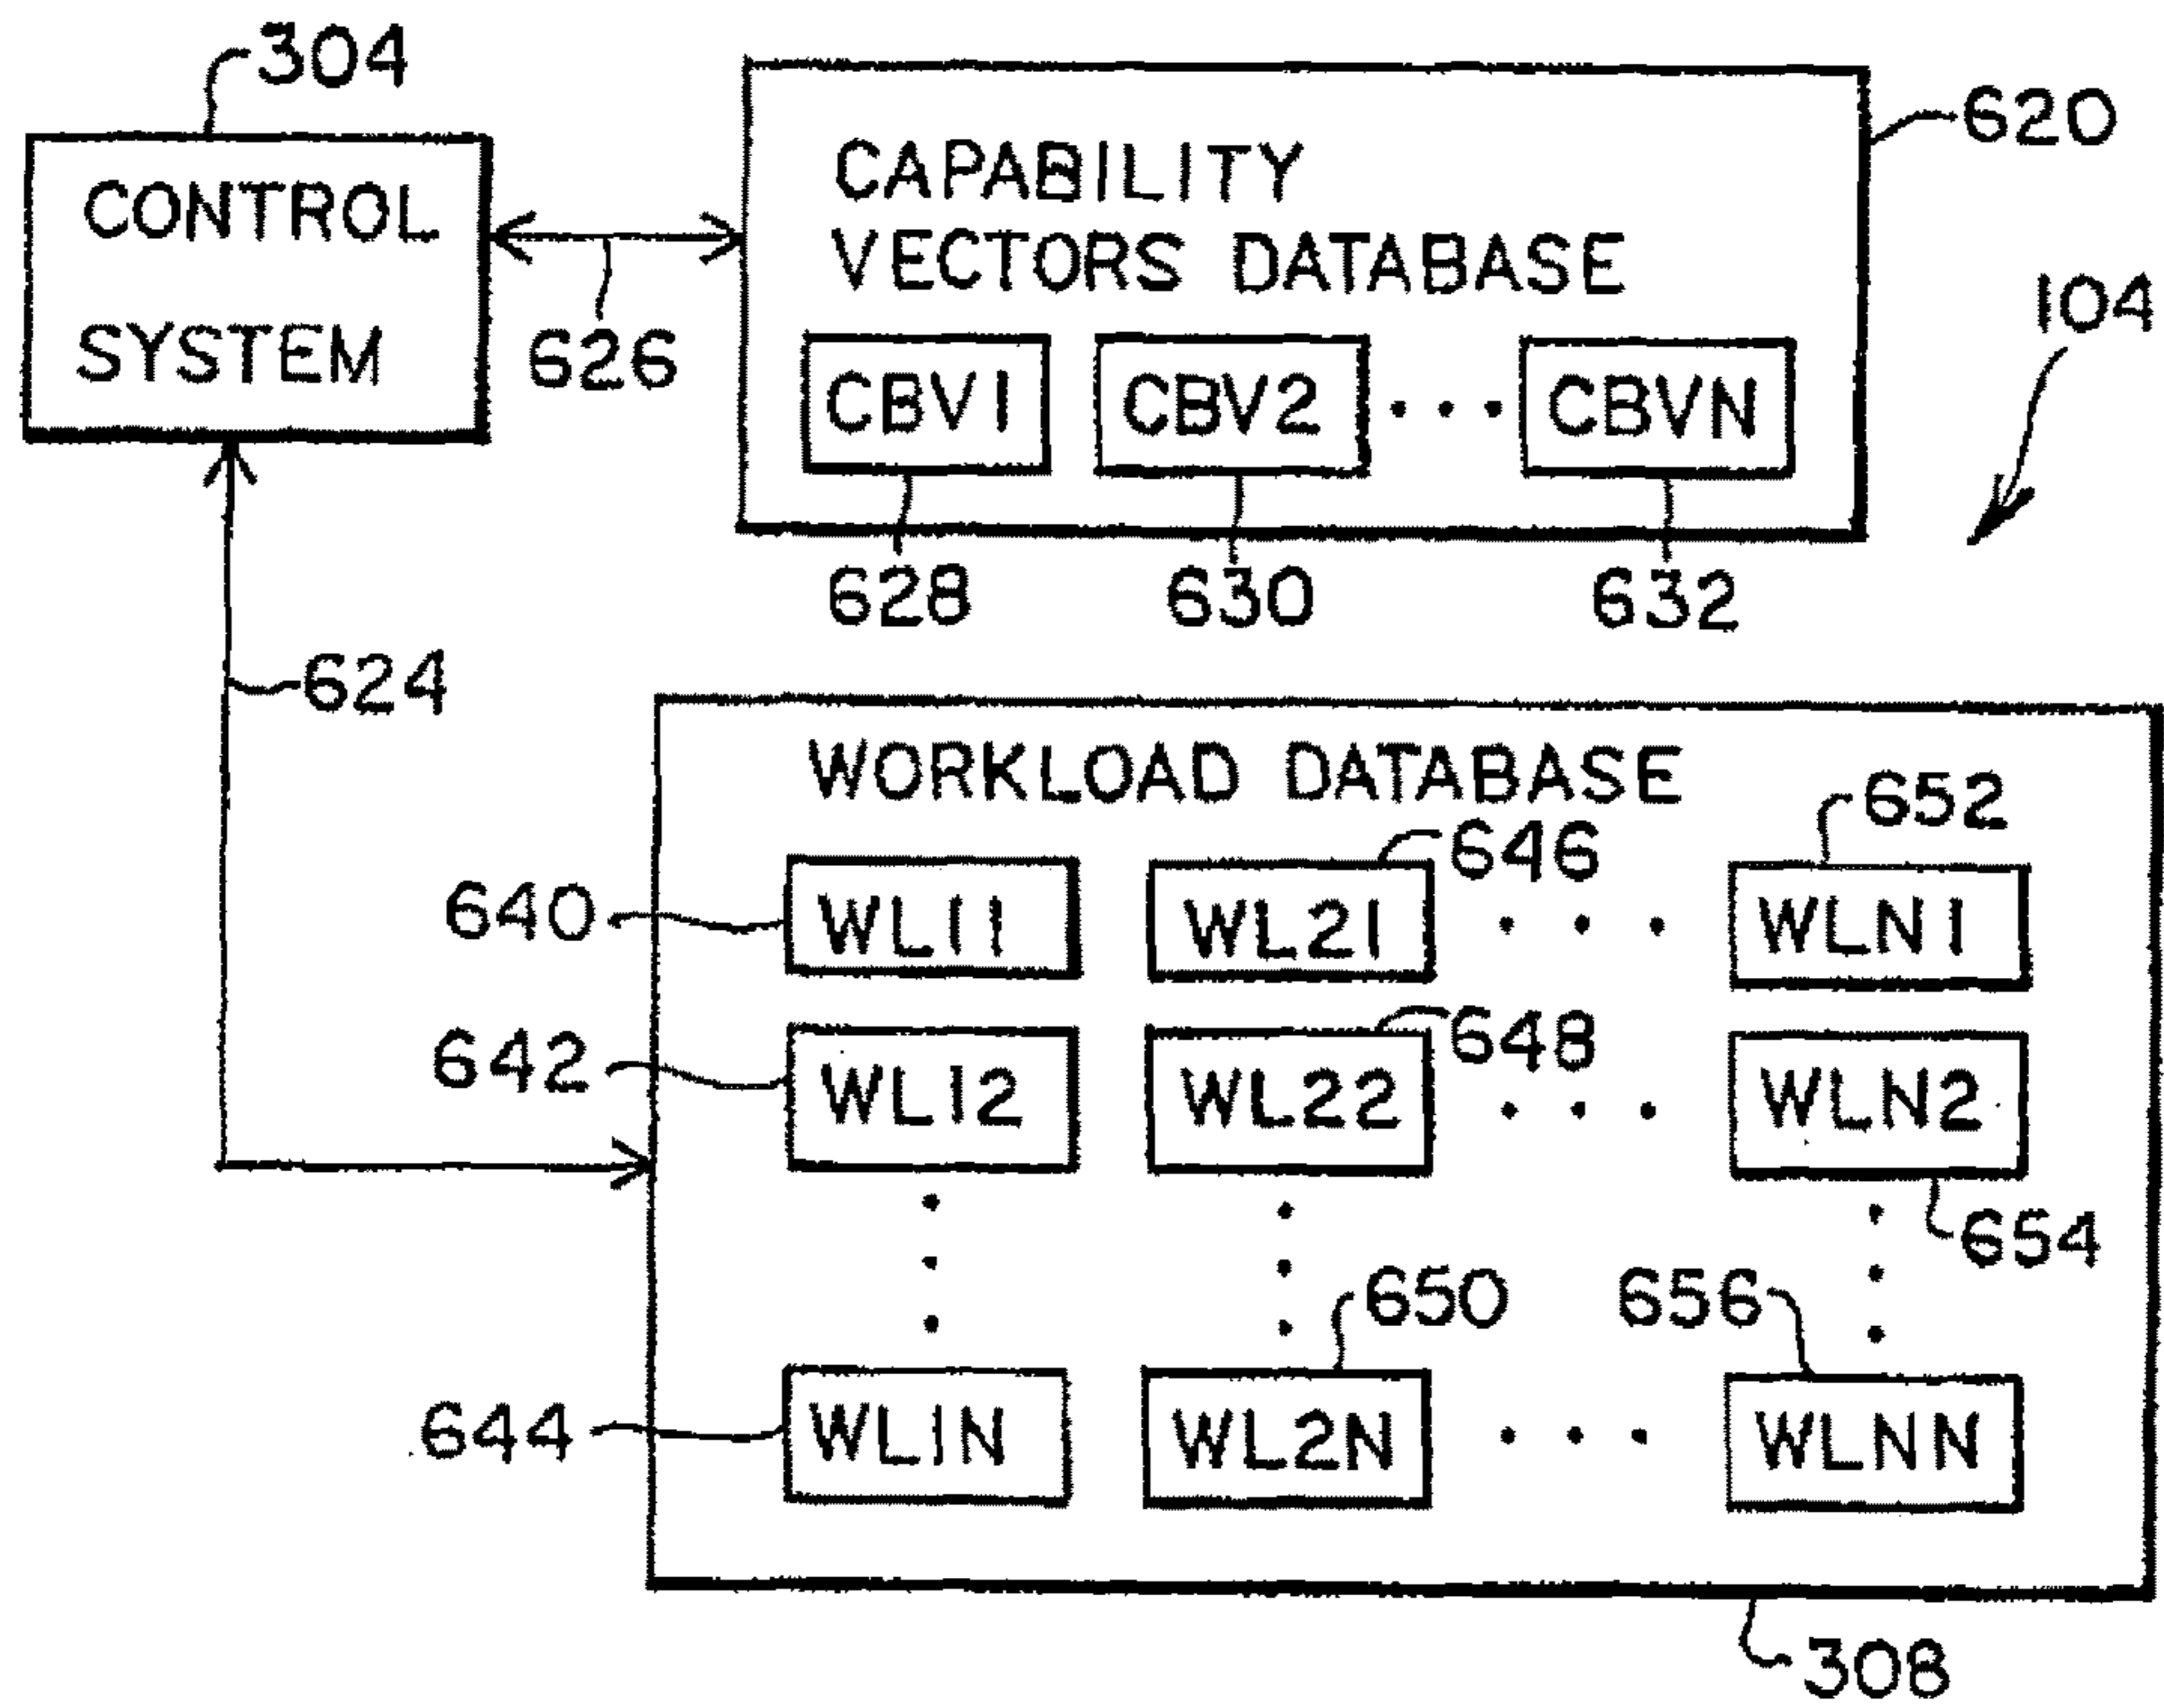 304
CONTROL
SYSTEM
626
CAPABILITY
VECTORS DATABASE
620
CBV1
CBV2
• • •
CBVN
104
628
630
632
624
WORKLOAD DATABASE
652
646
640
WL11
WL21
• • •
WLN1
648
642
WL12
WL22
• • •
WLN2
654
650
656
644
WL1N
WL2N
• • •
WLNN
308